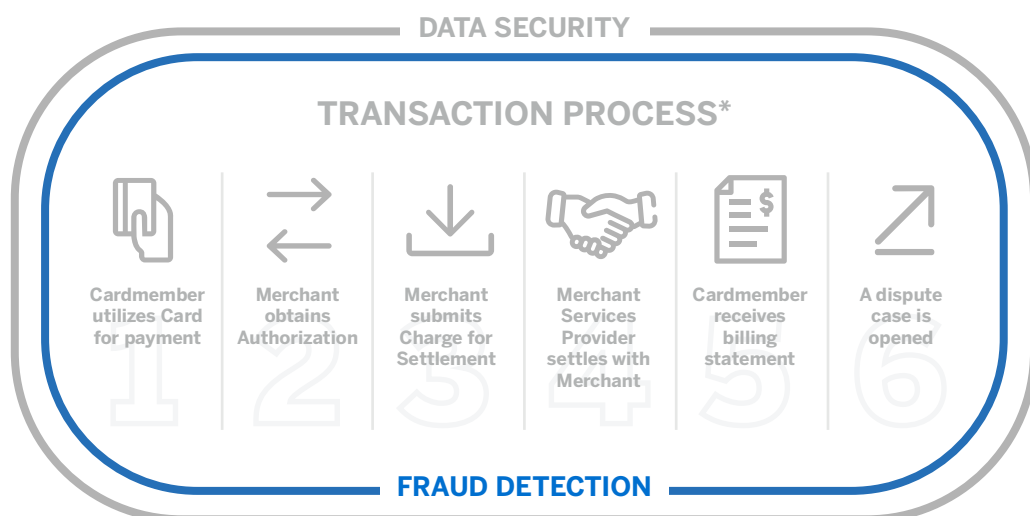 DATA SECURITY
TRANSACTION PROCESS*
$
Cardmember
utilizes Card
for payment
1
Merchant
obtains
Authorization
2
Merchant
submits
Charge for
Settlement
3
Merchant
Services
Provider
settles with
Merchant
4
Cardmember
receives
billing
statement
5
A dispute
case is
opened
6
FRAUD DETECTION